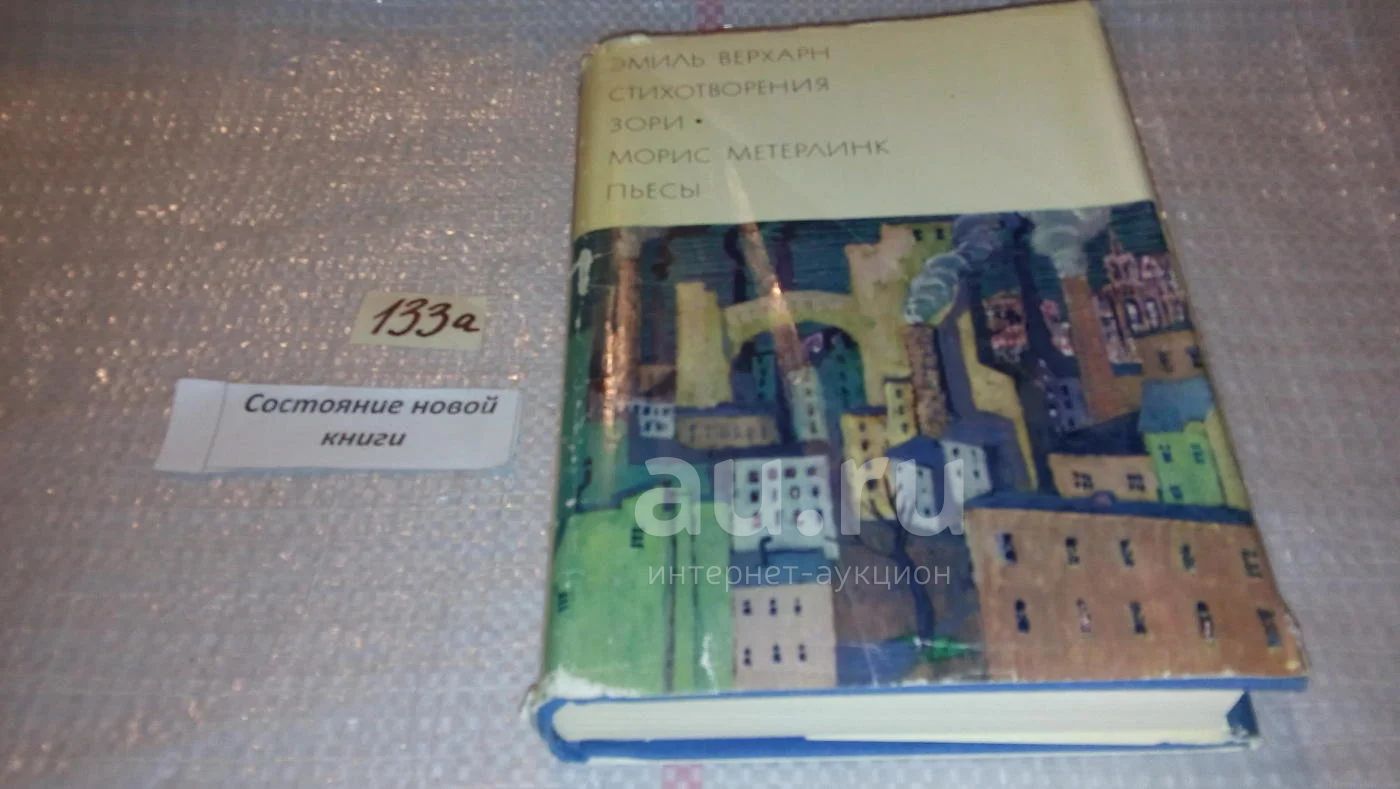 ЭМИЛЬ ВЕРХАРН
СТИХОТВОРЕНИЯ
ЗОРИ •
МОРИС МЕТЕРЛИНК
ПЬЕСЫ
133а
Состояние новой
книги
au.ru
интернет-аукцион